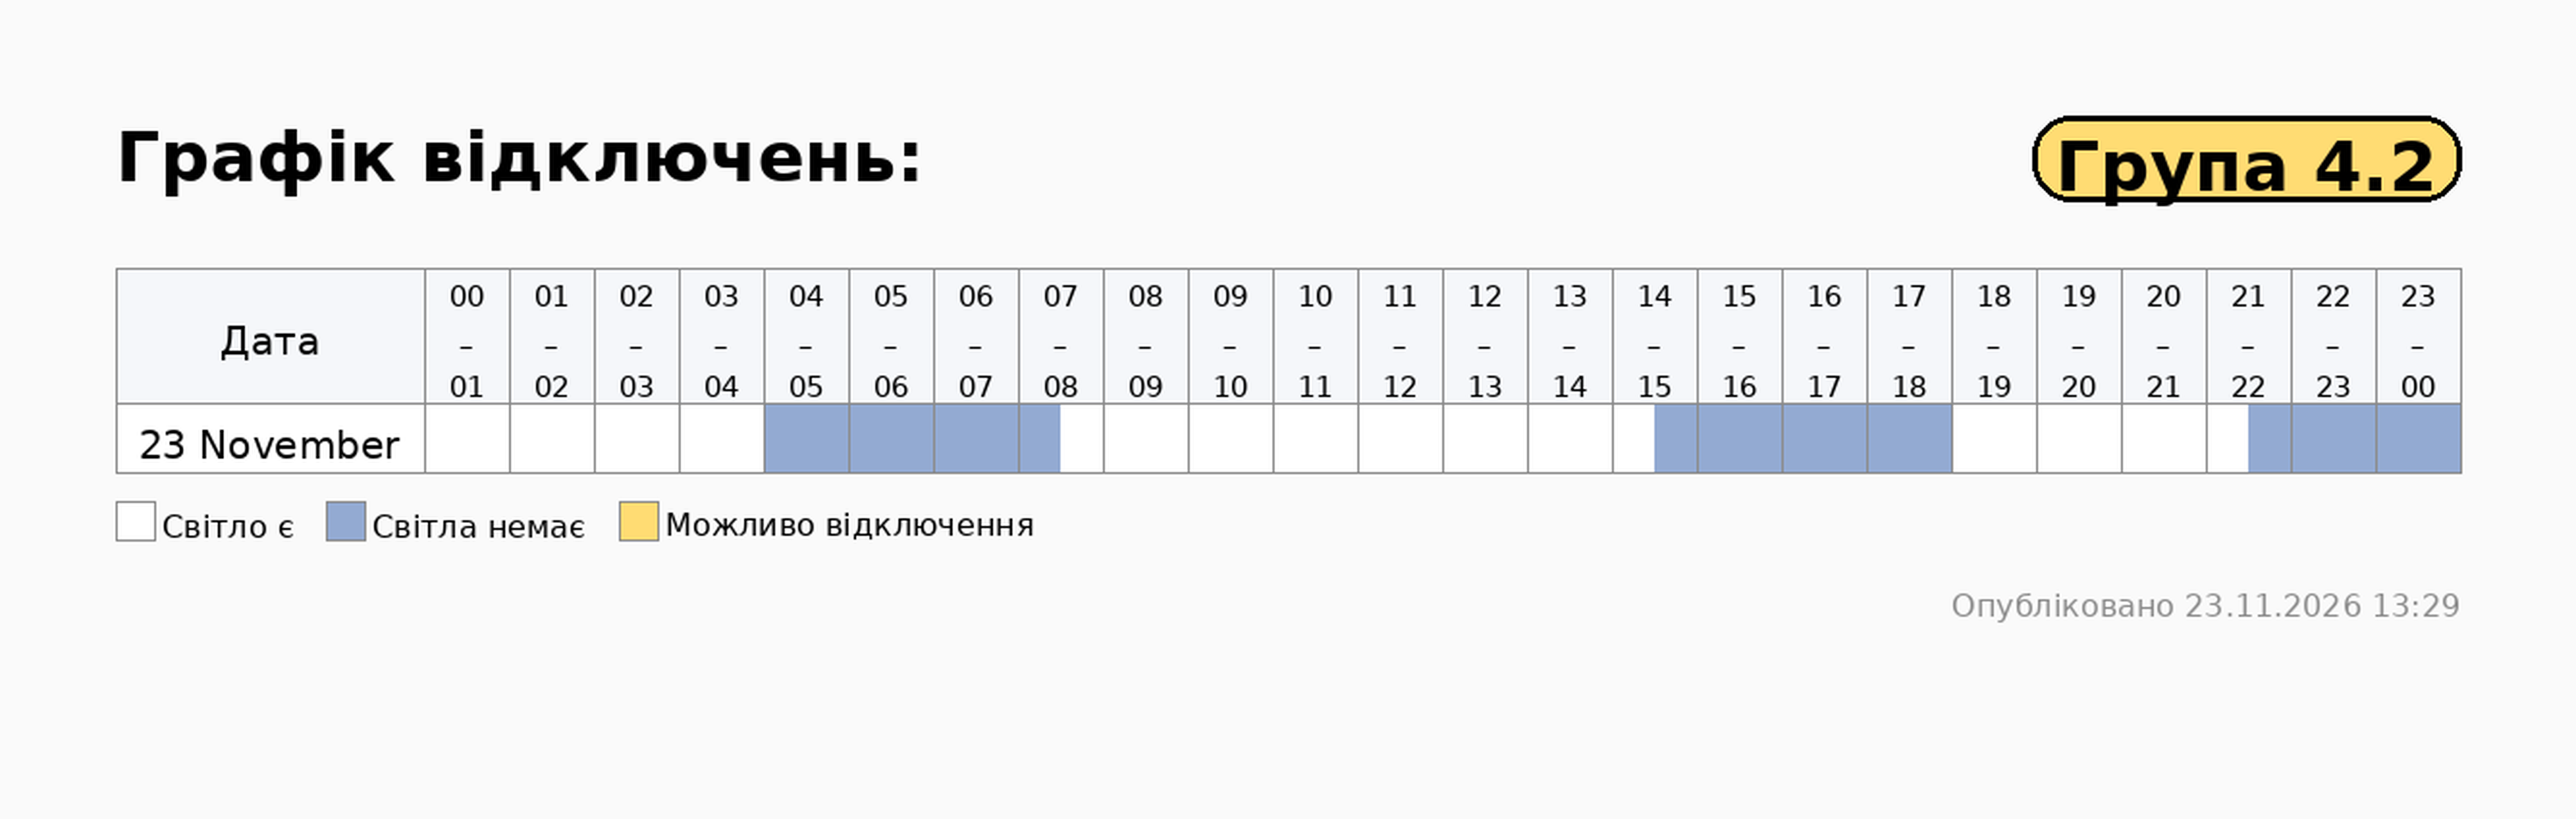 Графік відключень:
Група 4.2
Дата
00 01 02 03 04 05 06 07 08 09 10 11 12 13 14 15 16 17 18 19 20 21 22 23
– – – – – – – – – – – – – – – – – – – – – – – –
01 02 03 04 05 06 07 08 09 10 11 12 13 14 15 16 17 18 19 20 21 22 23 00
23 November
Світло є Світла немає Можливо відключення
Опубліковано 23.11.2026 13:29